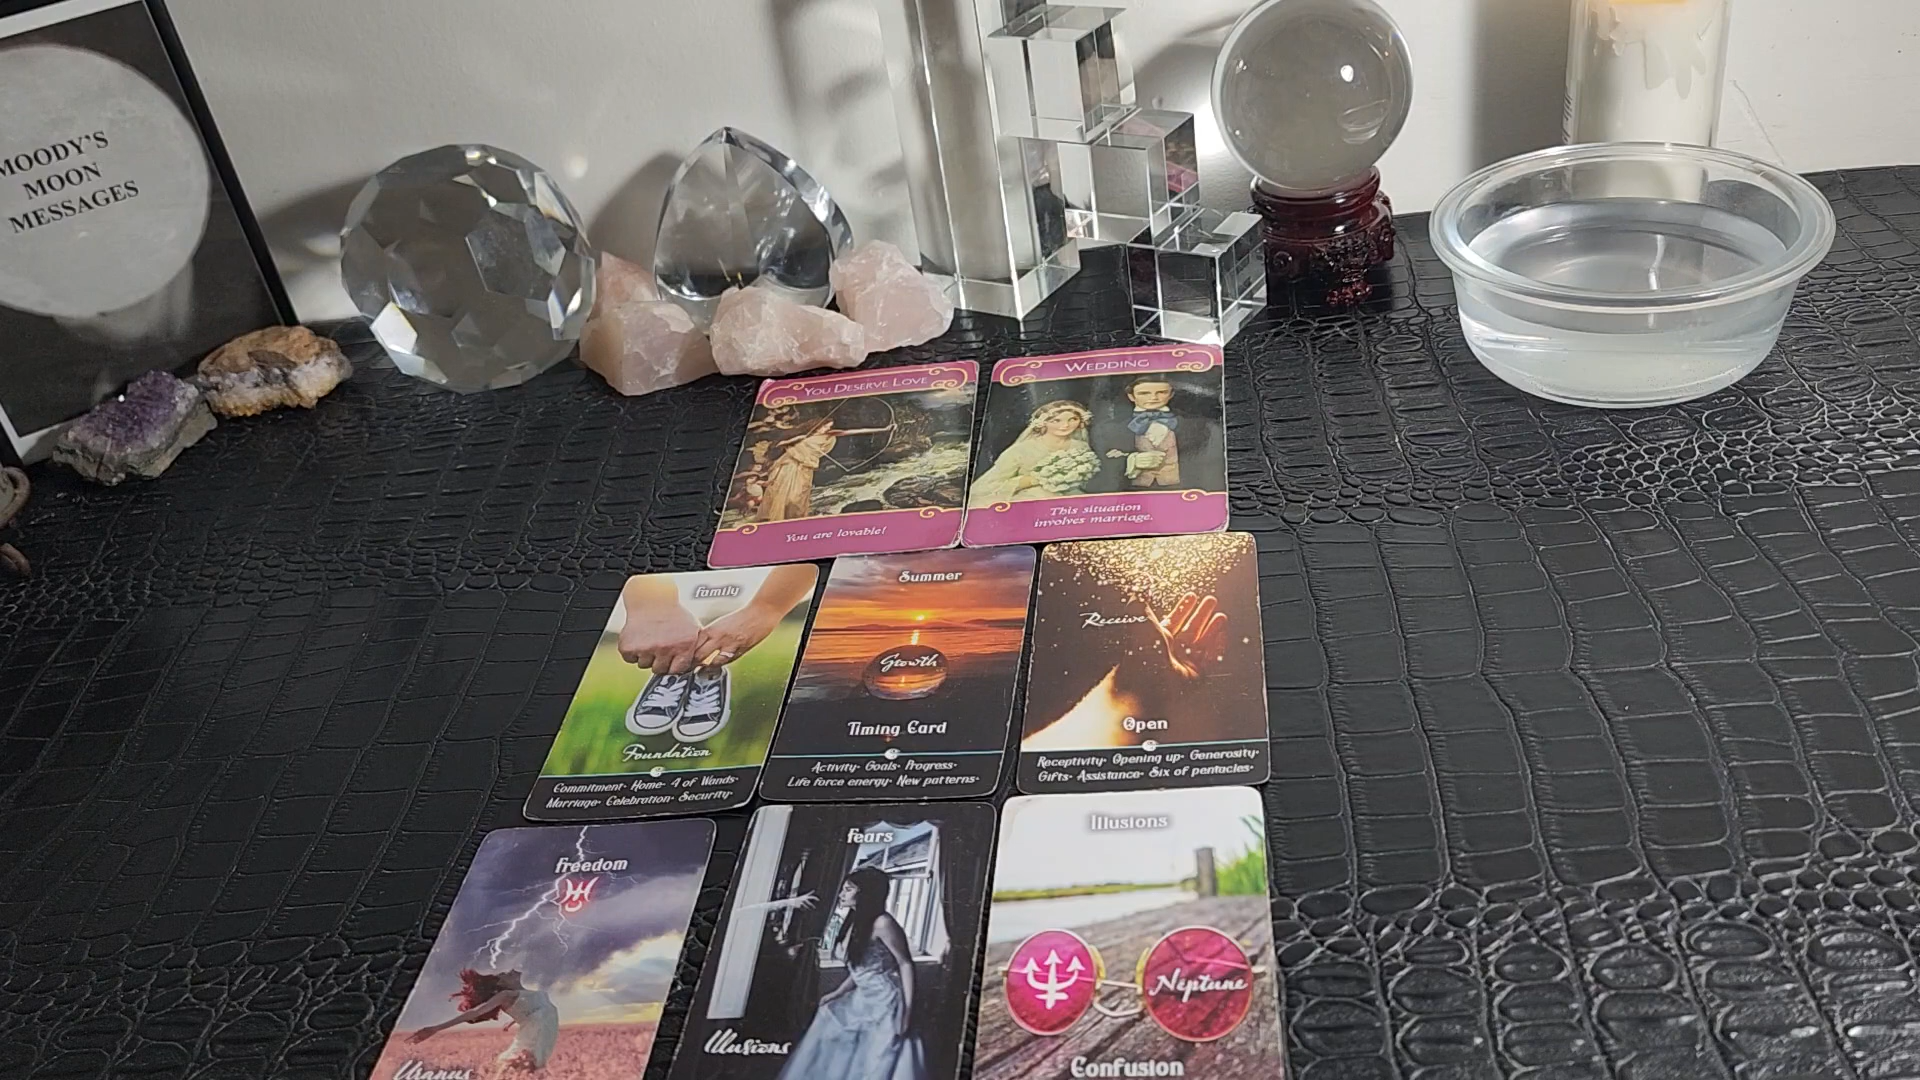 MOODY'S
MOON
MESSAGES
You Deserve Love
You are lovable!
Wedding
This situation
involves marriage.
family
Foundation
Commitment· Home· 4 of Wands·
Marriage· Celebration· Security·
Summer
Growth
Timing Card
Activity· Goals· Progress·
Life force energy· New patterns·
Receive
Open
Receptivity· Opening up· Generosity·
Gifts· Assistance· Six of pentacles·
freedom
Uranus
fears
Illusions
Illusions
Neptune
Confusion